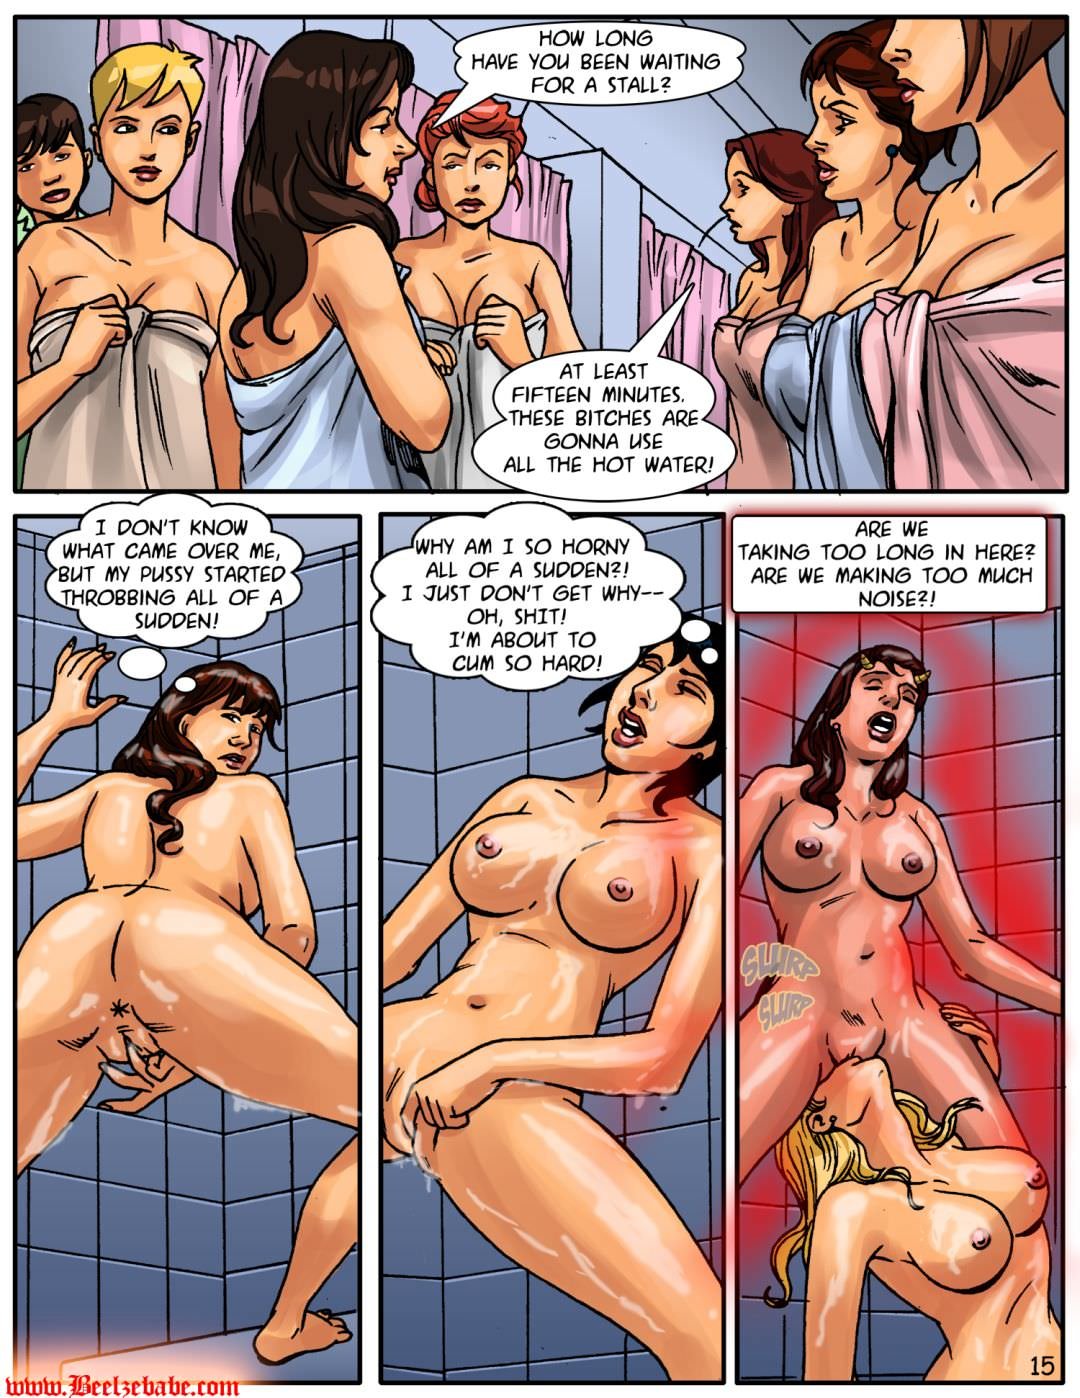 HOW LONG
HAVE YOU BEEN WAITING
FOR A STALL?
AT LEAST
FIFTEEN MINUTES.
THESE BITCHES ARE
GONNA USE
ALL THE HOT WATER!
I DON'T KNOW
WHAT CAME OVER ME,
BUT MY PUSSY STARTED
THROBBING ALL OF A
SUDDEN!
WHY AM I SO HORNY
ALL OF A SUDDEN?!
I JUST DON'T GET WHY--
OH, SHIT!
I'M ABOUT TO
CUM SO HARD!
ARE WE
TAKING TOO LONG IN HERE?
ARE WE MAKING TOO MUCH
NOISE?!
SLURP
SLURP
15
www.Beelzebabe.com